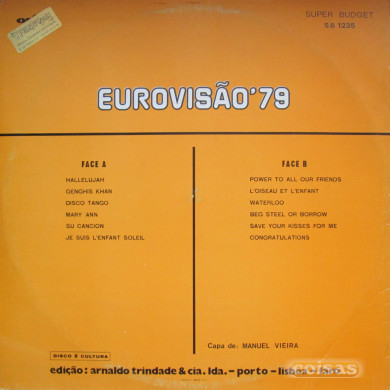 SUPER BUDGET
S.B 1235
EUROVISÃO'79
FACE A
HALLELUJAH
GENGHIS KHAN
DISCO TANGO
MARY ANN
SU CANCION
JE SUIS L'ENFANT SOLEIL
FACE B
POWER TO ALL OUR FRIENDS
L'OISEAU ET L'ENFANT
WATERLOO
BEG STEEL OR BORROW
SAVE YOUR KISSES FOR ME
CONGRATULATIONS
Capa de: MANUEL VIEIRA
DISCO É CULTURA
edição: arnaldo trindade & cia. lda. – porto – lisboa
coisas